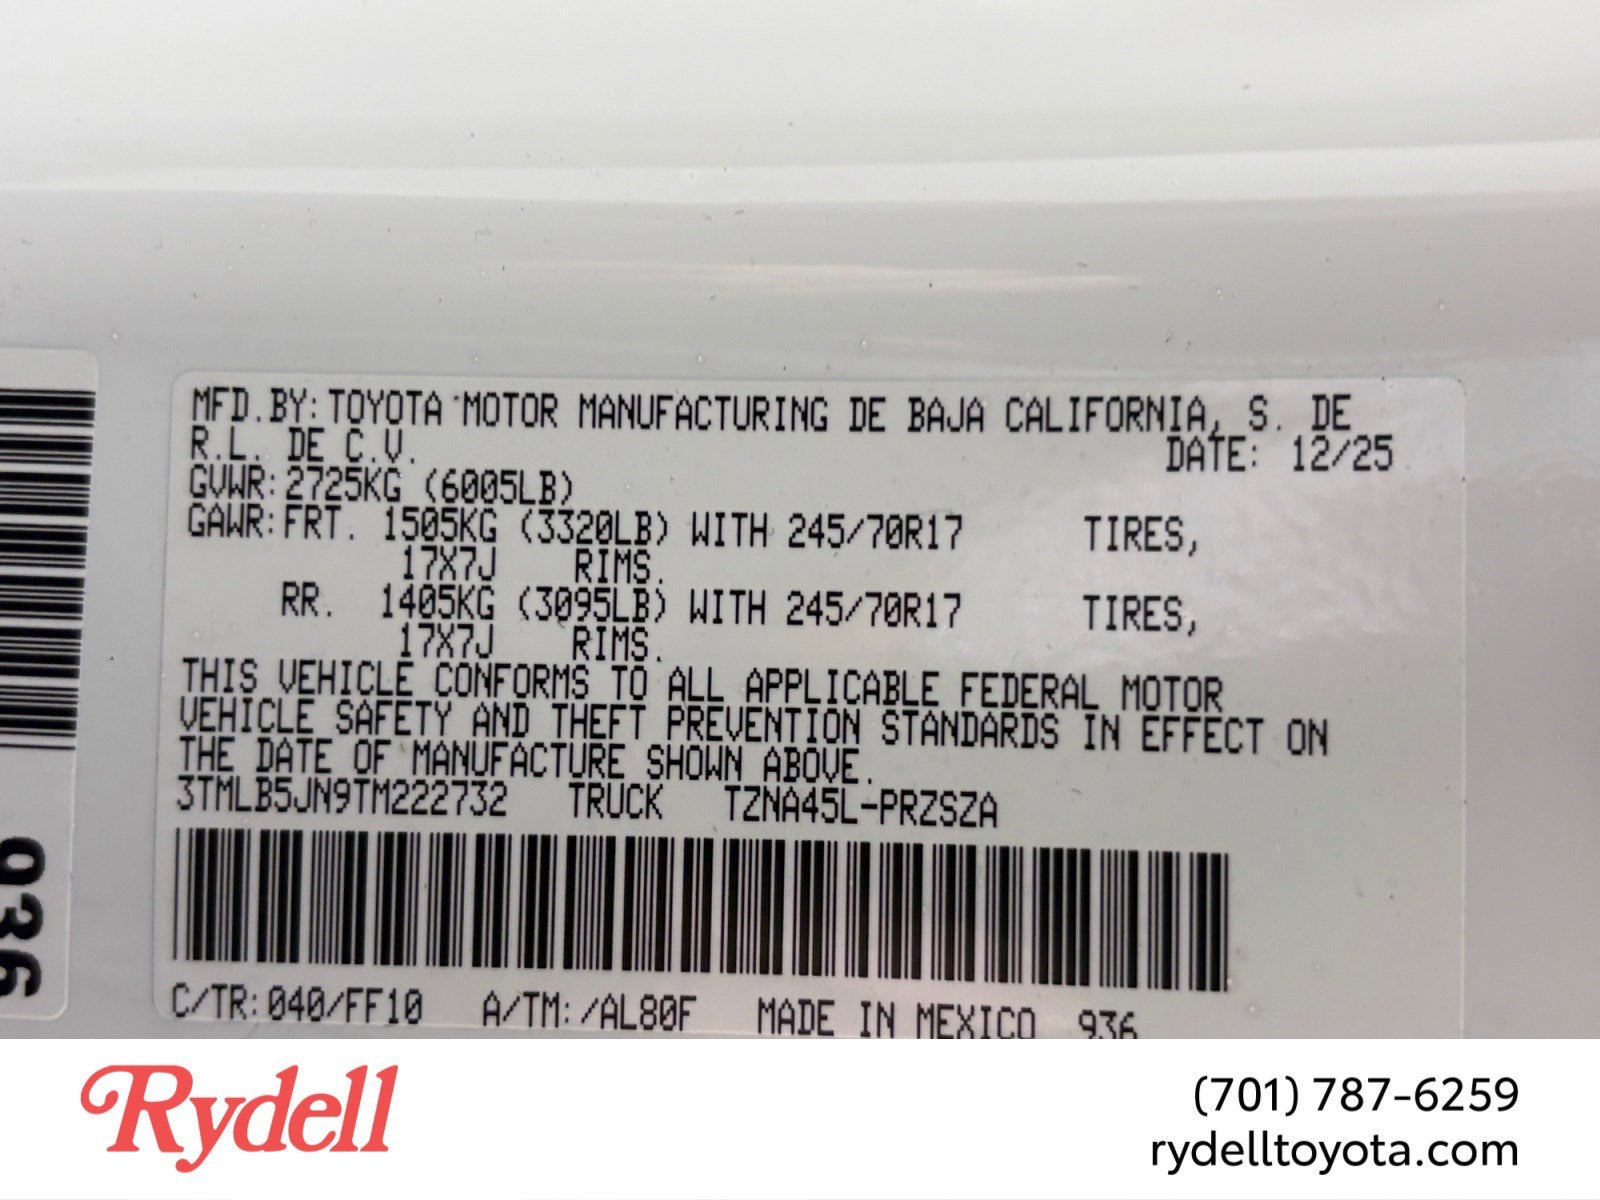 MFD.BY: TOYOTA MOTOR MANUFACTURING DE BAJA CALIFORNIA, S. DE
R.L. DE C.V. DATE: 12/25
GVWR: 2725KG (6005LB)
GAWR: FRT. 1505KG (3320LB) WITH 245/70R17 TIRES,
17X7J RIMS.
RR. 1405KG (3095LB) WITH 245/70R17 TIRES,
17X7J RIMS.
THIS VEHICLE CONFORMS TO ALL APPLICABLE FEDERAL MOTOR
VEHICLE SAFETY AND THEFT PREVENTION STANDARDS IN EFFECT ON
THE DATE OF MANUFACTURE SHOWN ABOVE.
3TMLB5JN9TM222732 TRUCK TZNA45L-PRZSZA
C/TR: 040/FF10 A/TM: /AL80F MADE IN MEXICO 936
936
Rydell
(701) 787-6259
rydelltoyota.com